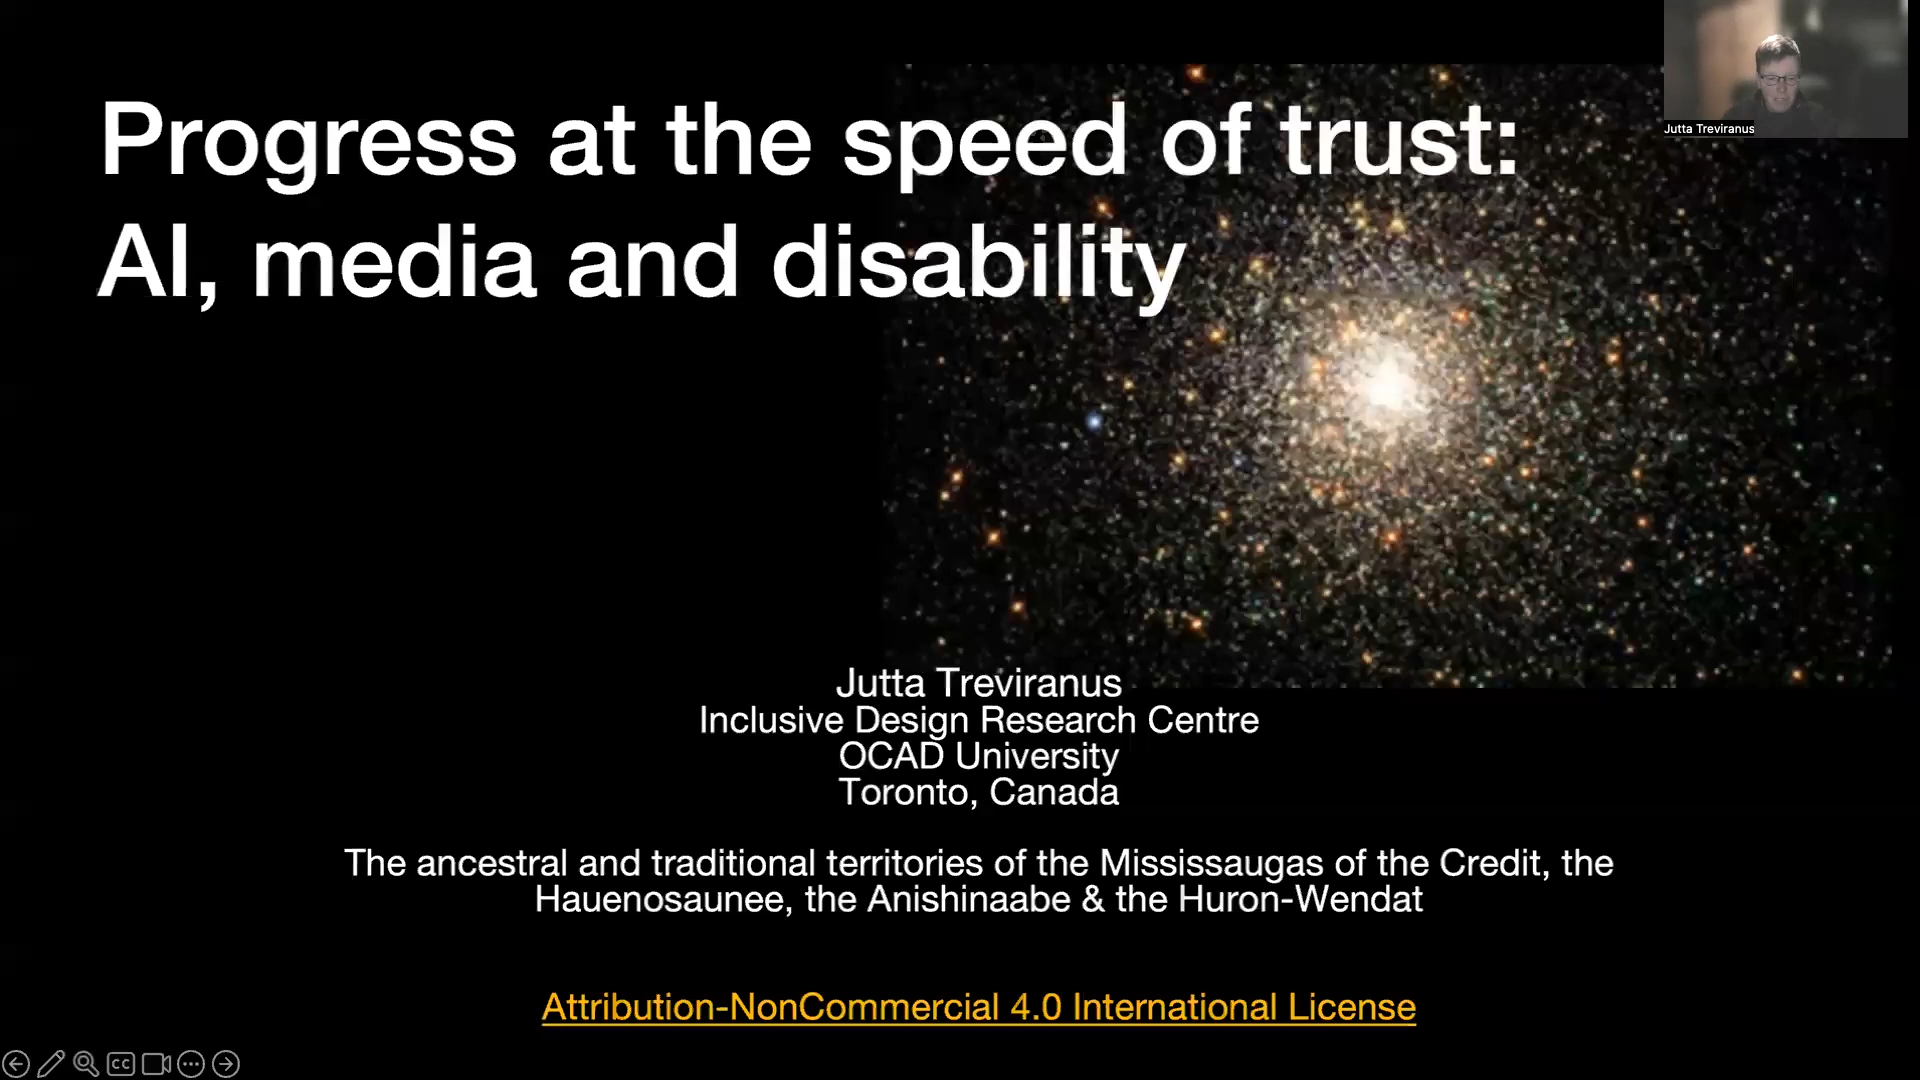 Progress at the speed of trust:
AI, media and disability
Jutta Treviranus
Jutta Treviranus
Inclusive Design Research Centre
OCAD University
Toronto, Canada
The ancestral and traditional territories of the Mississaugas of the Credit, the
Hauenosaunee, the Anishinaabe & the Huron-Wendat
Attribution-NonCommercial 4.0 International License
CC